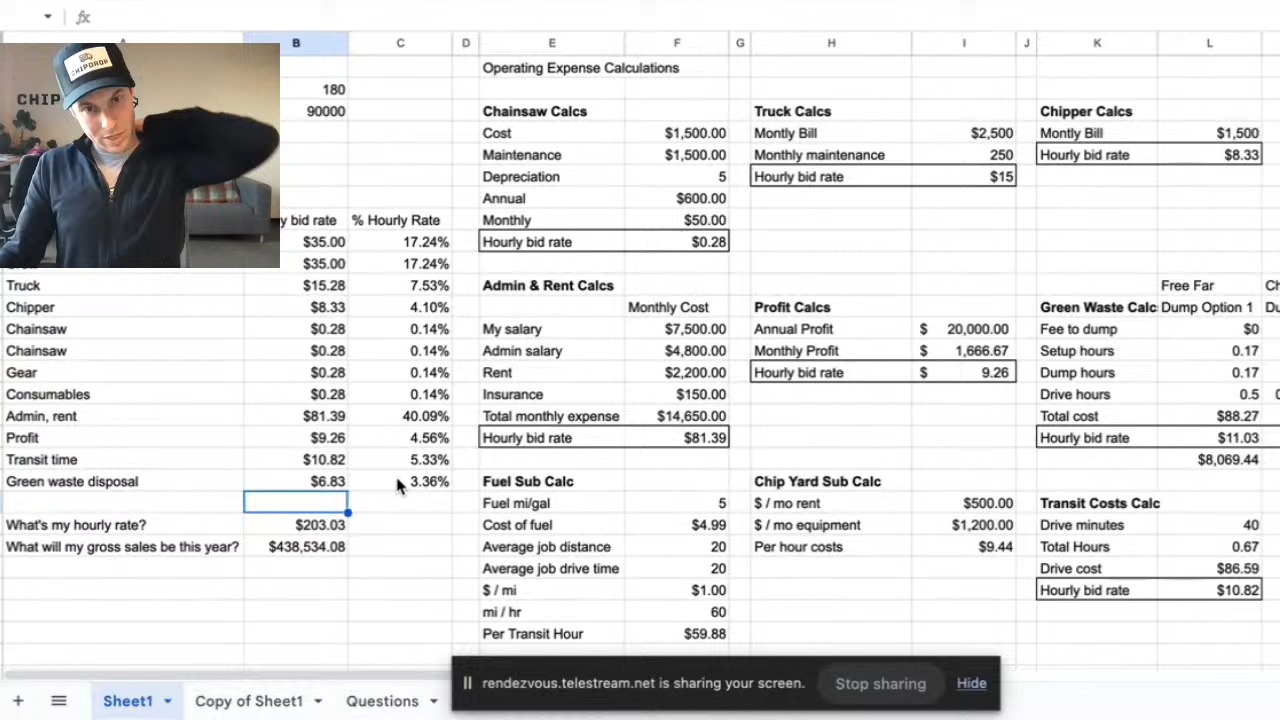 fx
A B C D E F G H I J K L
CHIPDROP
CHIP
180
90000
Operating Expense Calculations
Chainsaw Calcs
Cost $1,500.00
Maintenance $1,500.00
Depreciation 5
Annual $600.00
Monthly $50.00
Hourly bid rate $0.28
Truck Calcs
Montly Bill $2,500
Monthly maintenance 250
Hourly bid rate $15
Chipper Calcs
Montly Bill $1,500
Hourly bid rate $8.33
y bid rate % Hourly Rate
$35.00 17.24%
$35.00 17.24%
Truck $15.28 7.53%
Chipper $8.33 4.10%
Chainsaw $0.28 0.14%
Chainsaw $0.28 0.14%
Gear $0.28 0.14%
Consumables $0.28 0.14%
Admin, rent $81.39 40.09%
Profit $9.26 4.56%
Transit time $10.82 5.33%
Green waste disposal $6.83 3.36%
What's my hourly rate? $203.03
What will my gross sales be this year? $438,534.08
Admin & Rent Calcs
Monthly Cost
My salary $7,500.00
Admin salary $4,800.00
Rent $2,200.00
Insurance $150.00
Total monthly expense $14,650.00
Hourly bid rate $81.39
Profit Calcs
Annual Profit $ 20,000.00
Monthly Profit $ 1,666.67
Hourly bid rate $ 9.26
Free Far Ch
Green Waste Calc Dump Option 1 Du
Fee to dump $0
Setup hours 0.17
Dump hours 0.17
Drive hours 0.5 0
Total cost $88.27
Hourly bid rate $11.03
$8,069.44
Fuel Sub Calc
Fuel mi/gal 5
Cost of fuel $4.99
Average job distance 20
Average job drive time 20
$ / mi $1.00
mi / hr 60
Per Transit Hour $59.88
Chip Yard Sub Calc
$ / mo rent $500.00
$ / mo equipment $1,200.00
Per hour costs $9.44
Transit Costs Calc
Drive minutes 40
Total Hours 0.67
Drive cost $86.59
Hourly bid rate $10.82
Sheet1 Copy of Sheet1 Questions
rendezvous.telestream.net is sharing your screen. Stop sharing Hide